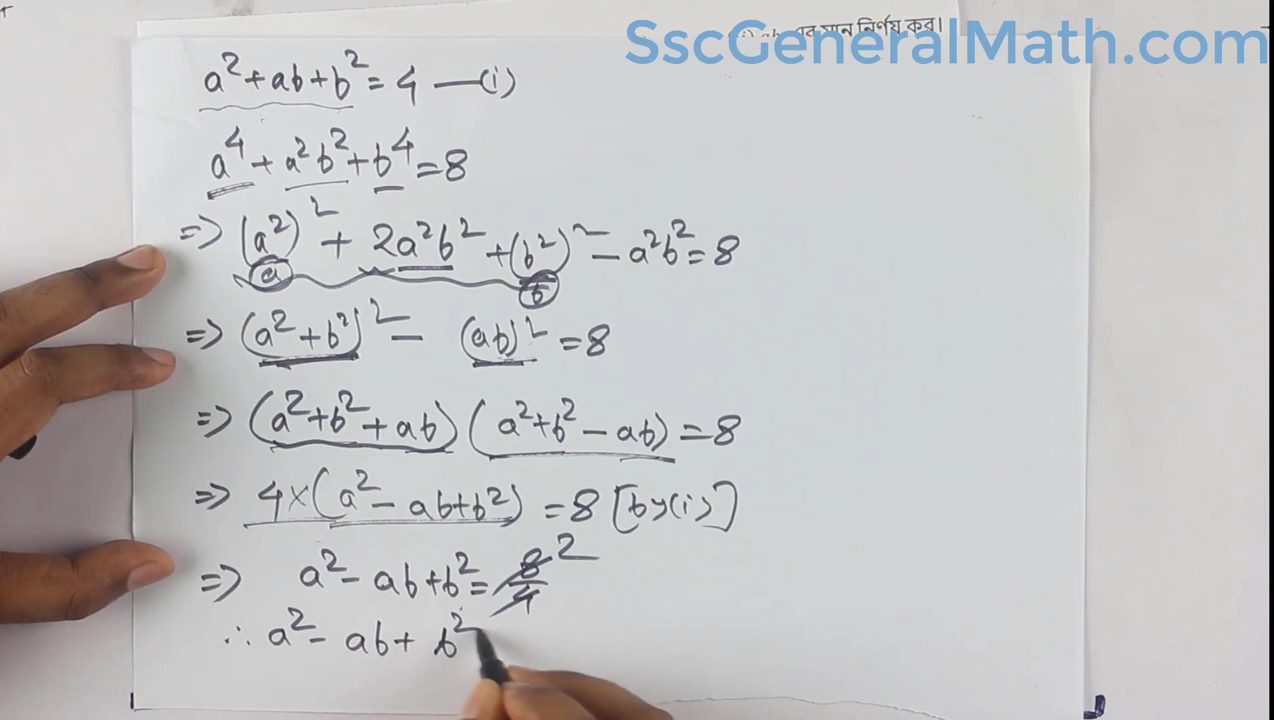 SscGeneralMath.com
মান নির্ণয় কর।
a²+ab+b²=4 —(i)
a⁴+a²b²+b⁴=8
=> (a²)²+2a²b²+(b²)²-a²b²=8
a b
=> (a²+b²)²-(ab)²=8
=> (a²+b²+ab)(a²+b²-ab)=8
=> 4×(a²-ab+b²)=8 [by(i)]
=> a²-ab+b²=8/4 2
∴ a²-ab+b²